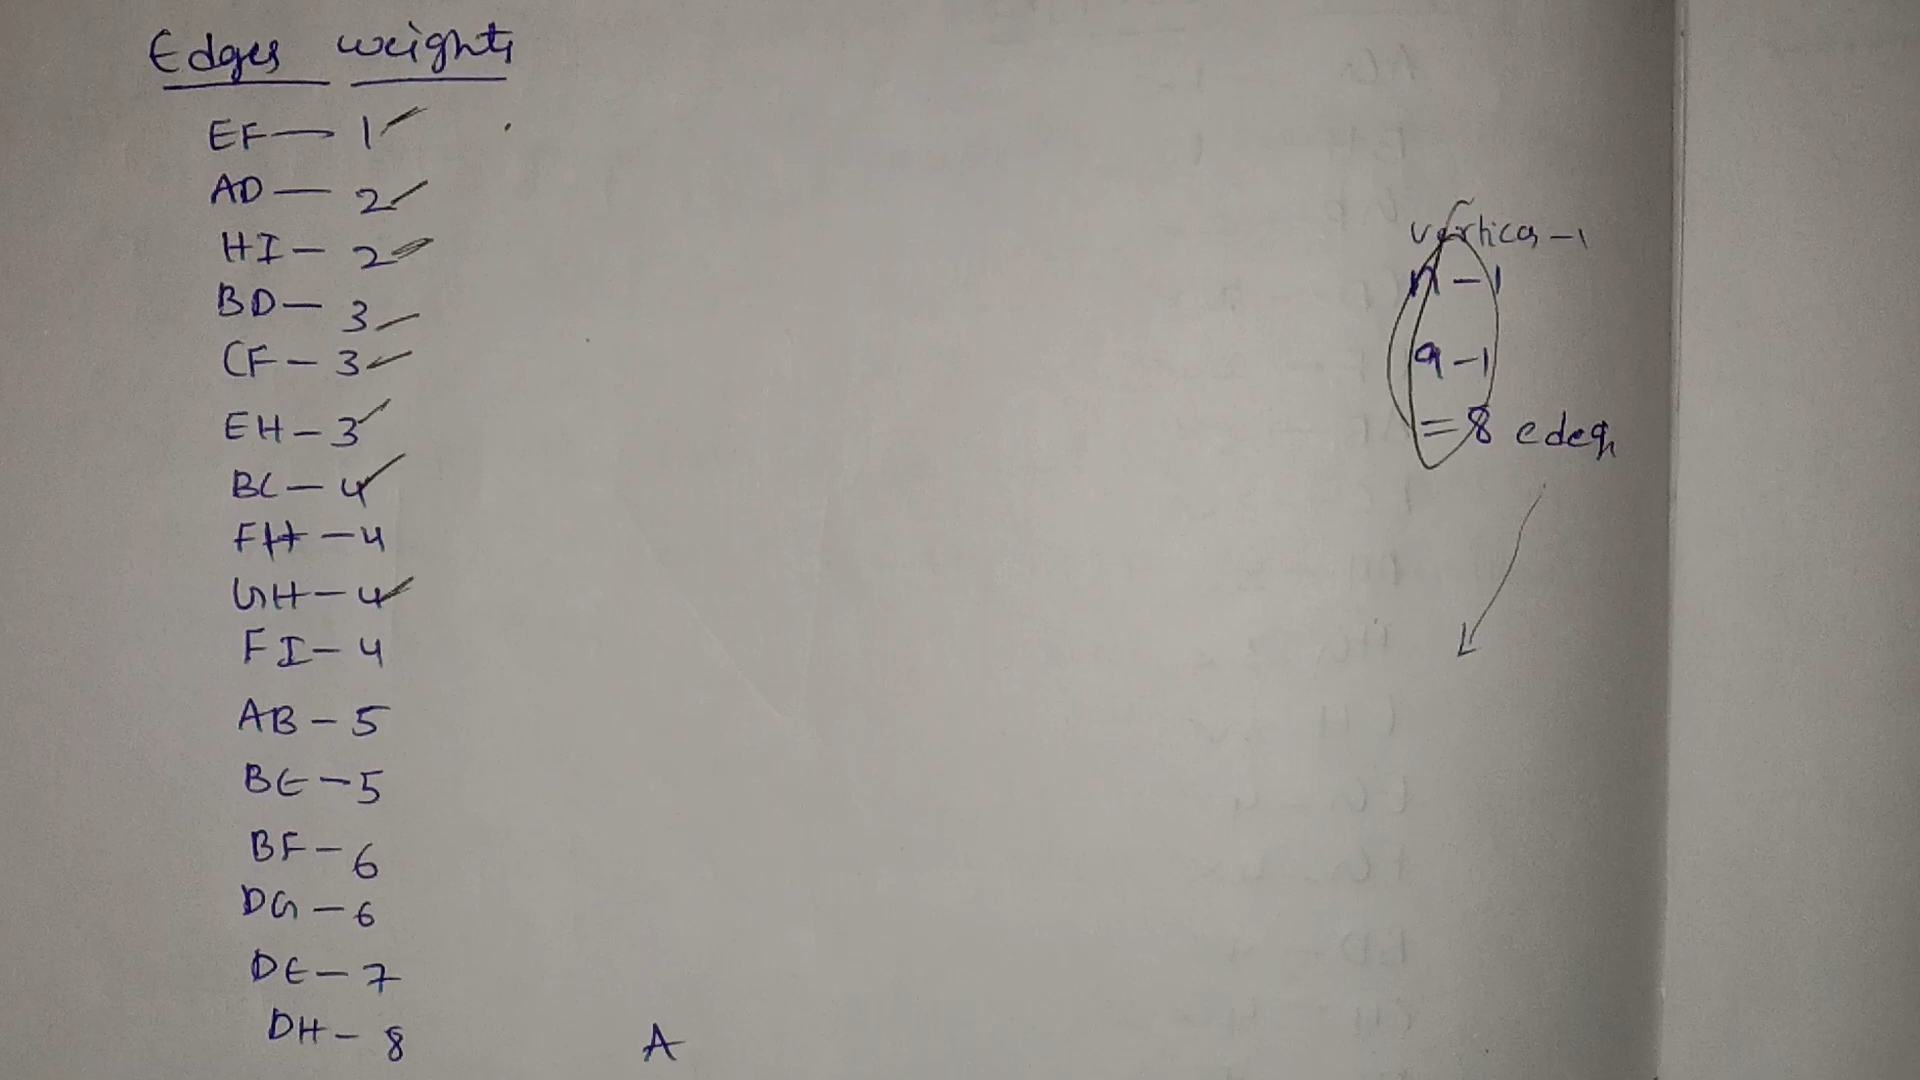 Edges weights
EF — 1 ✓
AD — 2 ✓
HI — 2 ✓
BD — 3 ✓
CF — 3 ✓
EH — 3 ✓
BC — 4 ✓
FH — 4
GH — 4 ✓
FI — 4
AB — 5
BE — 5
BF — 6
DG — 6
DE — 7
DH — 8
A
vertices - 1
n - 1
9 - 1
= 8 edges